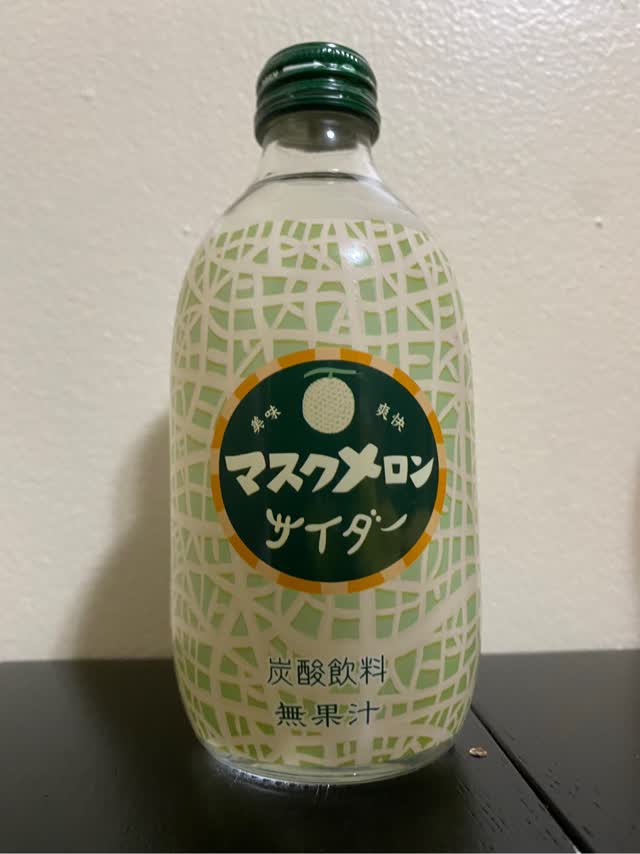 美味 爽快
マスクメロン
サイダー
炭酸飲料
無果汁